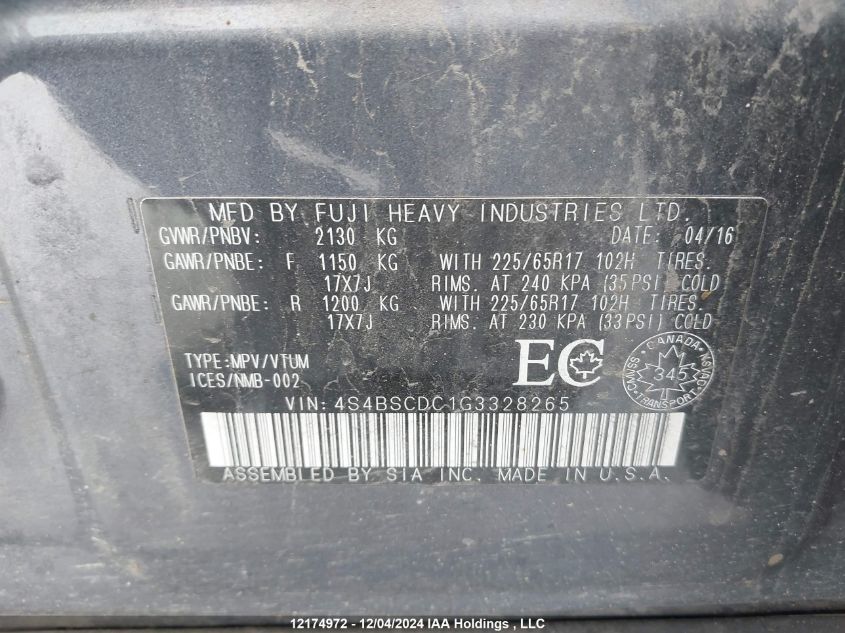 MFD BY FUJI HEAVY INDUSTRIES LTD.
GVWR/PNBV: 2130 KG DATE: 04/16
GAWR/PNBE: F 1150 KG WITH 225/65R17 102H TIRES.
17X7J RIMS. AT 240 KPA (35PSI) COLD
GAWR/PNBE: R 1200 KG WITH 225/65R17 102H TIRES
17X7J RIMS. AT 230 KPA (33PSI) COLD
TYPE:MPV/VTUM
ICES/NMB-002
EC
CANADA
345
CMVSS NSVAC
VIN: 4S4BSCDC1G3328265
ASSEMBLED BY SIA INC. MADE IN U.S.A.
12174972 - 12/04/2024 IAA Holdings , LLC